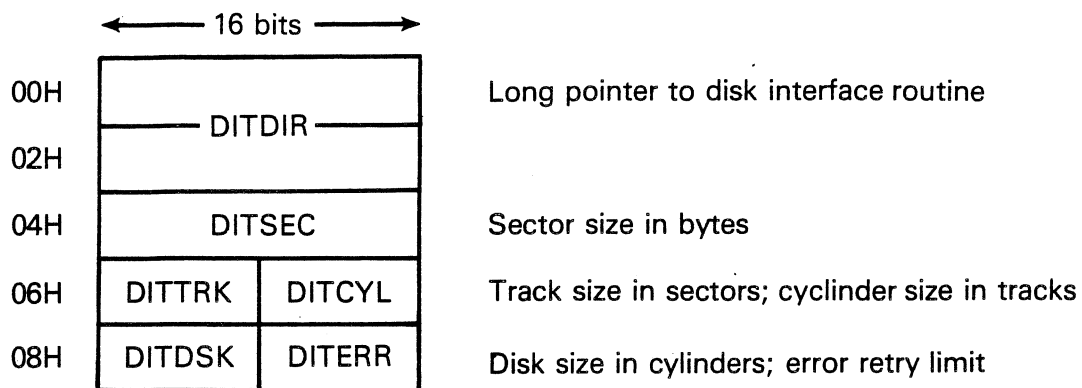 16 bits
00H Long pointer to disk interface routine
DITDIR
02H
04H DITSEC Sector size in bytes
06H DITTRK DITCYL Track size in sectors; cyclinder size in tracks
08H DITDSK DITERR Disk size in cylinders; error retry limit